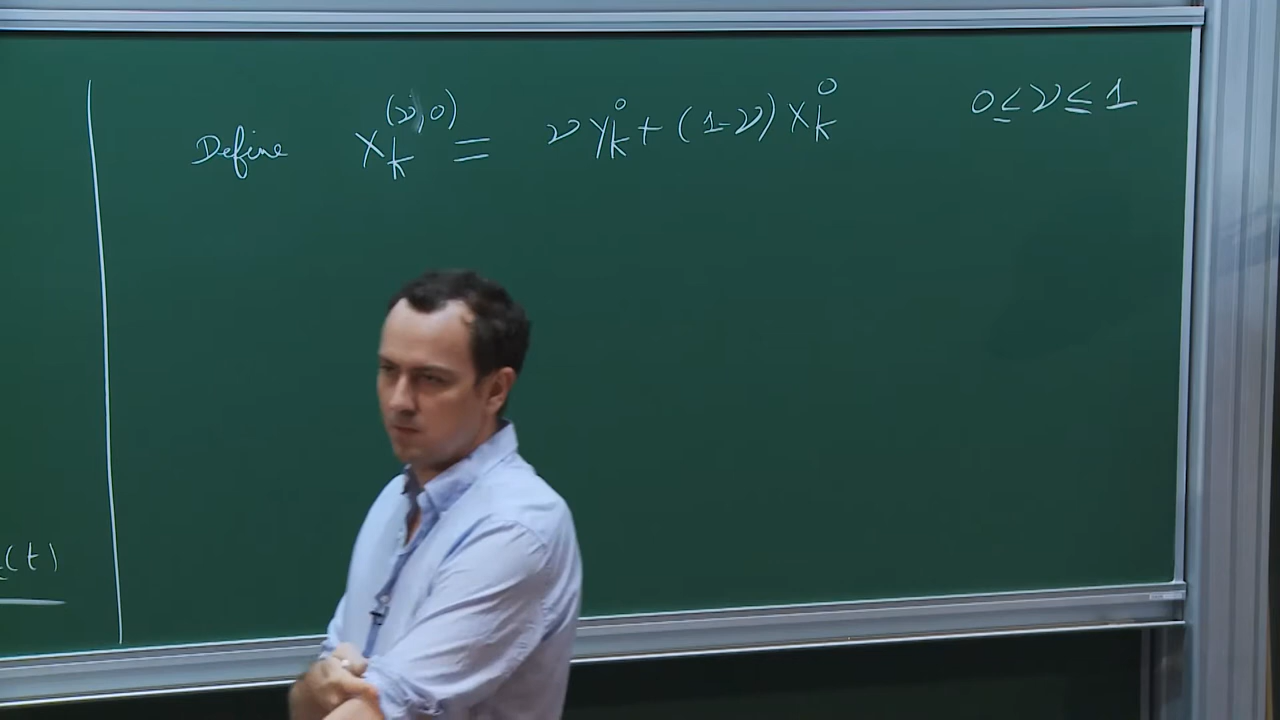 Define x_k^{(ν,0)} = ν y_k^0 + (1-ν) x_k^0 0 ≤ ν ≤ 1
(t)